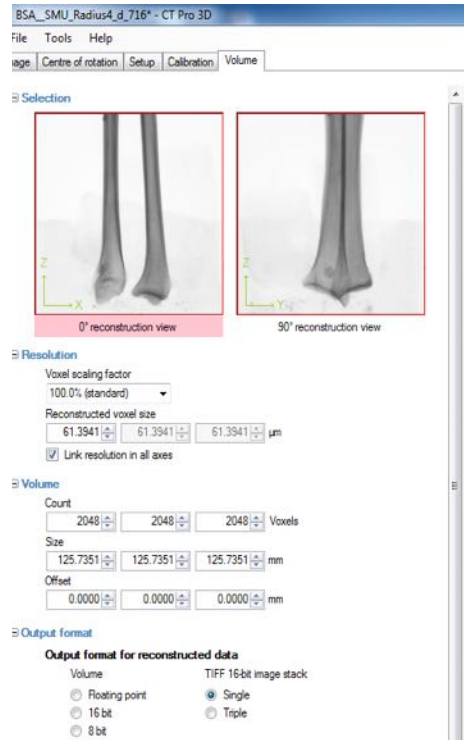 BSA__SMU_Radius4_d_716* - CT Pro 3D
File Tools Help
age Centre of rotation Setup Calibration Volume
Selection
Z X
Z Y
0° reconstruction view 90° reconstruction view
Resolution
Voxel scaling factor
100.0% (standard)
Reconstructed voxel size
61.3941 61.3941 61.3941 µm
Link resolution in all axes
Volume
Count
2048 2048 2048 Voxels
Size
125.7351 125.7351 125.7351 mm
Offset
0.0000 0.0000 0.0000 mm
Output format
Output format for reconstructed data
Volume TIFF 16-bit image stack
Floating point Single
16 bit Triple
8 bit